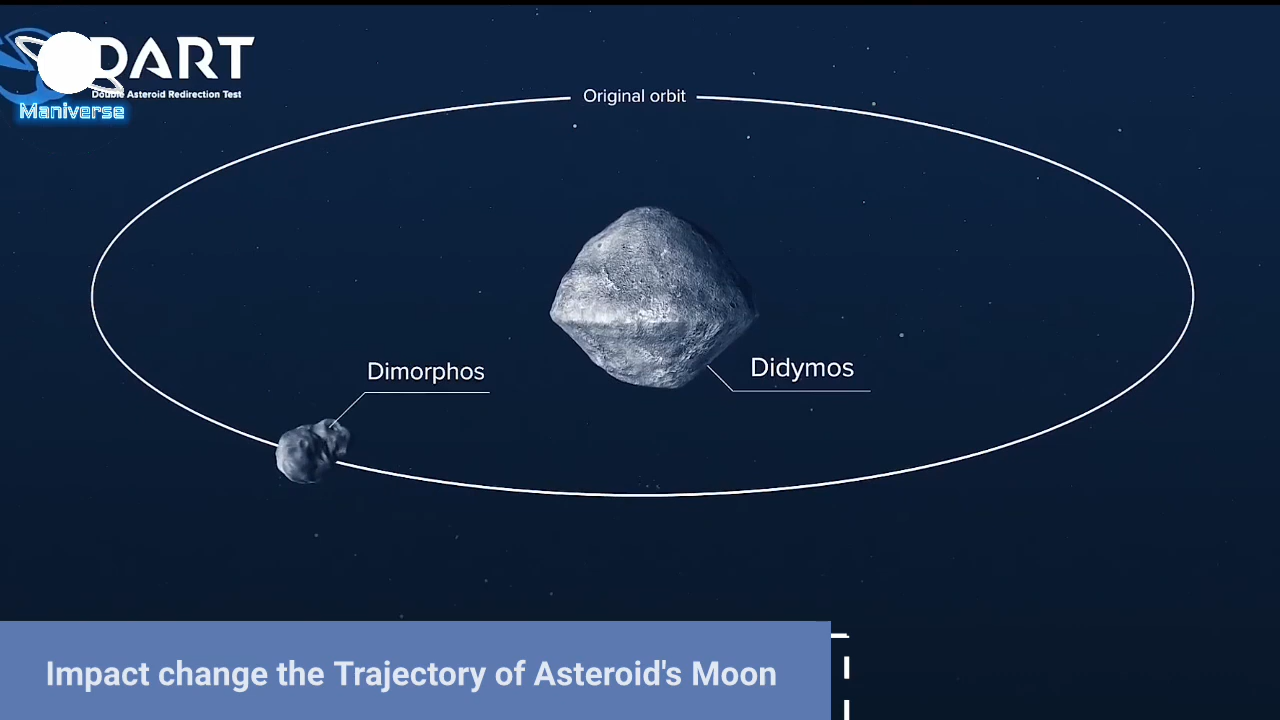 DART
Double Asteroid Redirection Test
Maniverse
Original orbit
Dimorphos
Didymos
Impact change the Trajectory of Asteroid's Moon